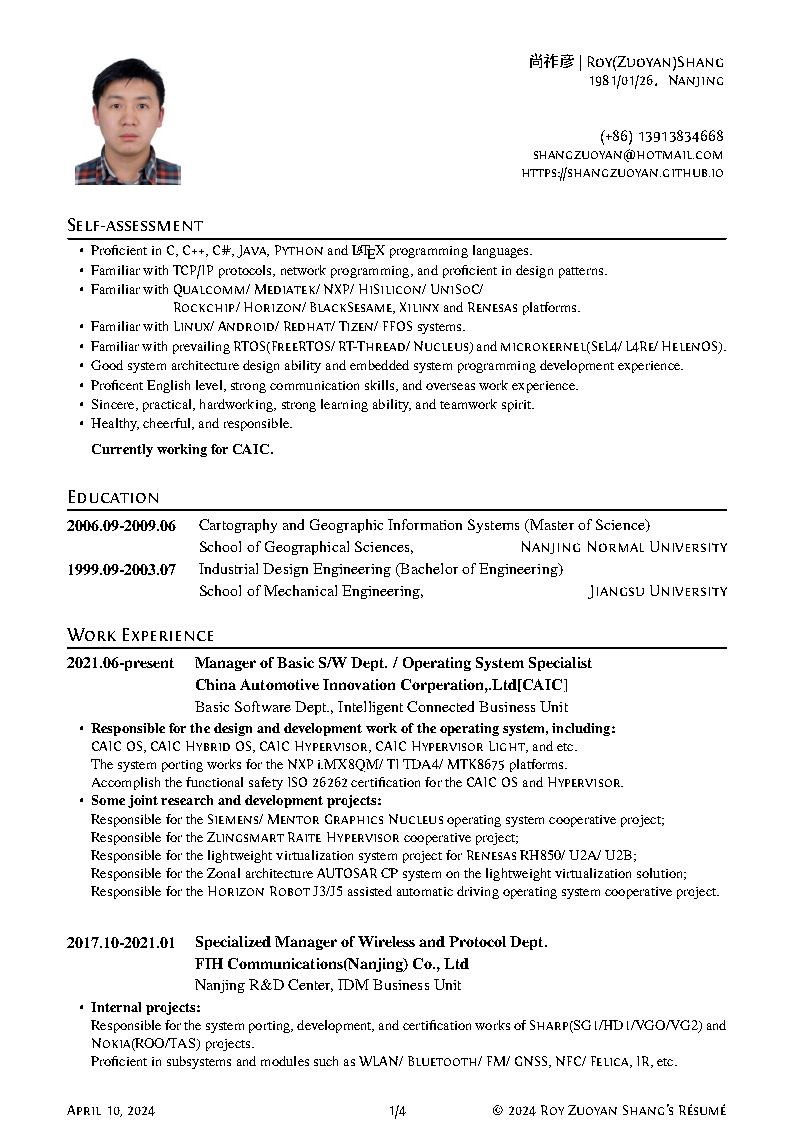 尚祚彦 | Roy(Zuoyan)Shang
1981/01/26, Nanjing
(+86) 13913834668
shangzuoyan@hotmail.com
https://shangzuoyan.github.io
Self-assessment
• Proficient in C, C++, C#, Java, Python and LATEX programming languages.
• Familiar with TCP/IP protocols, network programming, and proficient in design patterns.
• Familiar with Qualcomm/ Mediatek/ NXP/ HiSilicon/ UniSoC/
Rockchip/ Horizon/ BlackSesame, Xilinx and Renesas platforms.
• Familiar with Linux/ Android/ Redhat/ Tizen/ FFOS systems.
• Familiar with prevailing RTOS(FreeRTOS/ RT-Thread/ Nucleus) and microkernel(SeL4/ L4Re/ HelenOS).
• Good system architecture design ability and embedded system programming development experience.
• Proficent English level, strong communication skills, and overseas work experience.
• Sincere, practical, hardworking, strong learning ability, and teamwork spirit.
• Healthy, cheerful, and responsible.
Currently working for CAIC.
Education
2006.09-2009.06 Cartography and Geographic Information Systems (Master of Science)
School of Geographical Sciences, Nanjing Normal University
1999.09-2003.07 Industrial Design Engineering (Bachelor of Engineering)
School of Mechanical Engineering, Jiangsu University
Work Experience
2021.06-present Manager of Basic S/W Dept. / Operating System Specialist
China Automotive Innovation Corperation,.Ltd[CAIC]
Basic Software Dept., Intelligent Connected Business Unit
• Responsible for the design and development work of the operating system, including:
CAIC OS, CAIC Hybrid OS, CAIC Hypervisor, CAIC Hypervisor Light, and etc.
The system porting works for the NXP i.MX8QM/ TI TDA4/ MTK8675 platforms.
Accomplish the functional safety ISO 26262 certification for the CAIC OS and Hypervisor.
• Some joint research and development projects:
Responsible for the Siemens/ Mentor Graphics Nucleus operating system cooperative project;
Responsible for the Zlingsmart Raite Hypervisor cooperative project;
Responsible for the lightweight virtualization system project for Renesas RH850/ U2A/ U2B;
Responsible for the Zonal architecture AUTOSAR CP system on the lightweight virtualization solution;
Responsible for the Horizon Robot J3/J5 assisted automatic driving operating system cooperative project.
2017.10-2021.01 Specialized Manager of Wireless and Protocol Dept.
FIH Communications(Nanjing) Co., Ltd
Nanjing R&D Center, IDM Business Unit
• Internal projects:
Responsible for the system porting, development, and certification works of Sharp(SG1/HD1/VGO/VG2) and
Nokia(ROO/TAS) projects.
Proficient in subsystems and modules such as WLAN/ Bluetooth/ FM/ GNSS, NFC/ Felica, IR, etc.
April 10, 2024 1/4 © 2024 Roy Zuoyan Shang's Résumé